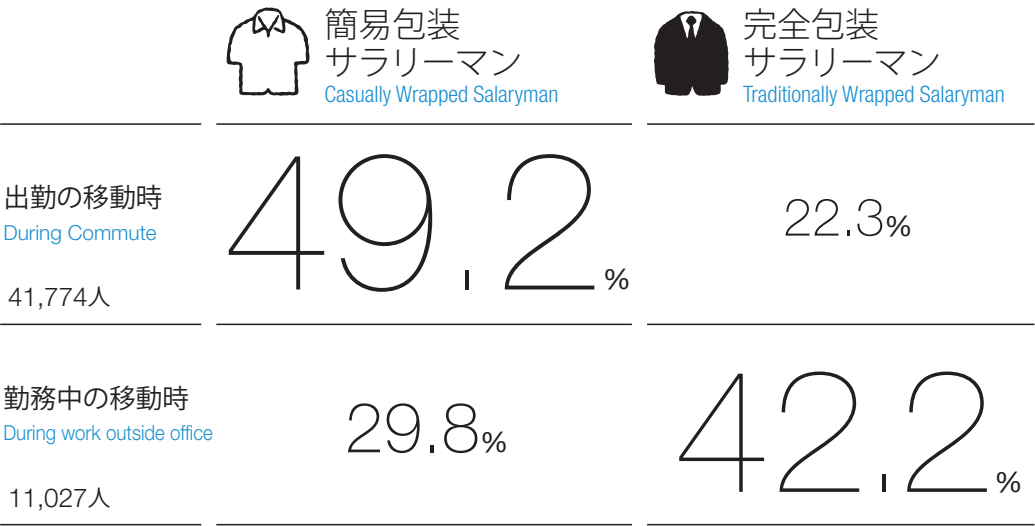 簡易包装
サラリーマン
Casually Wrapped Salaryman
完全包装
サラリーマン
Traditionally Wrapped Salaryman
出勤の移動時
During Commute
41,774人
49.2%
22.3%
勤務中の移動時
During work outside office
11,027人
29.8%
42.2%